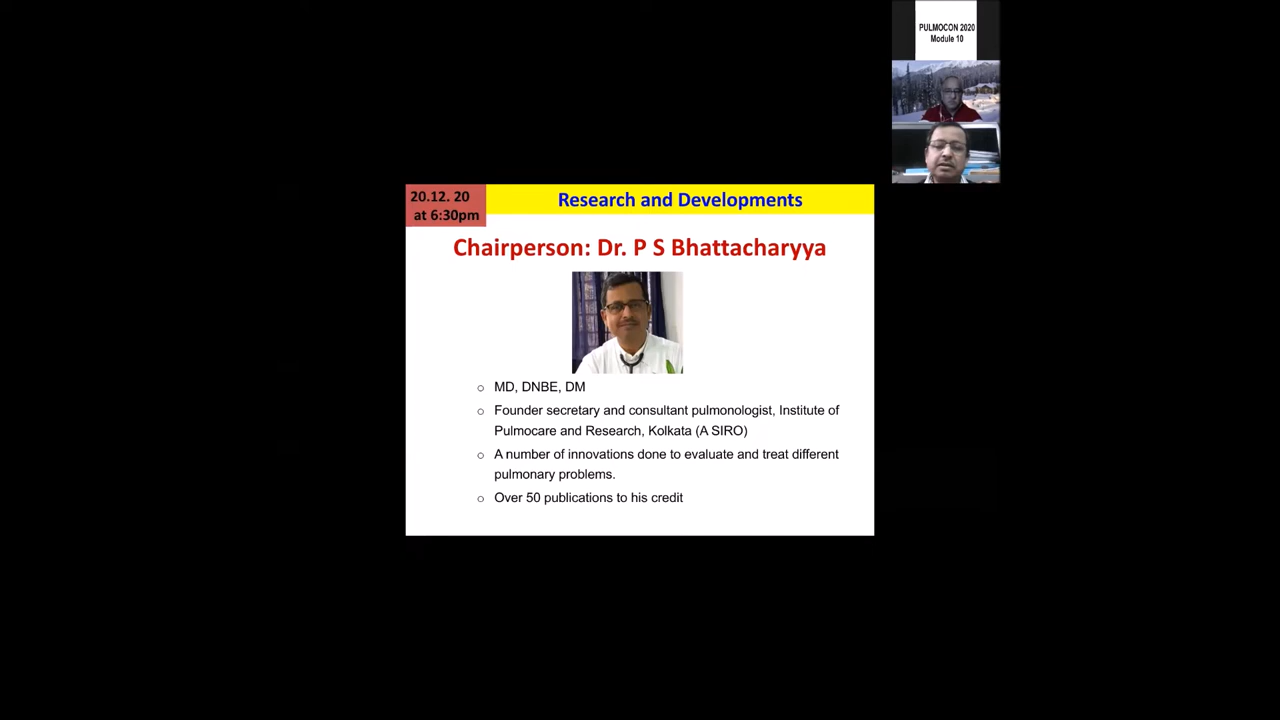 PULMOCON 2020
Module 10
20.12. 20
at 6:30pm
Research and Developments
Chairperson: Dr. P S Bhattacharyya
MD, DNBE, DM
Founder secretary and consultant pulmonologist, Institute of
Pulmocare and Research, Kolkata (A SIRO)
A number of innovations done to evaluate and treat different
pulmonary problems.
Over 50 publications to his credit